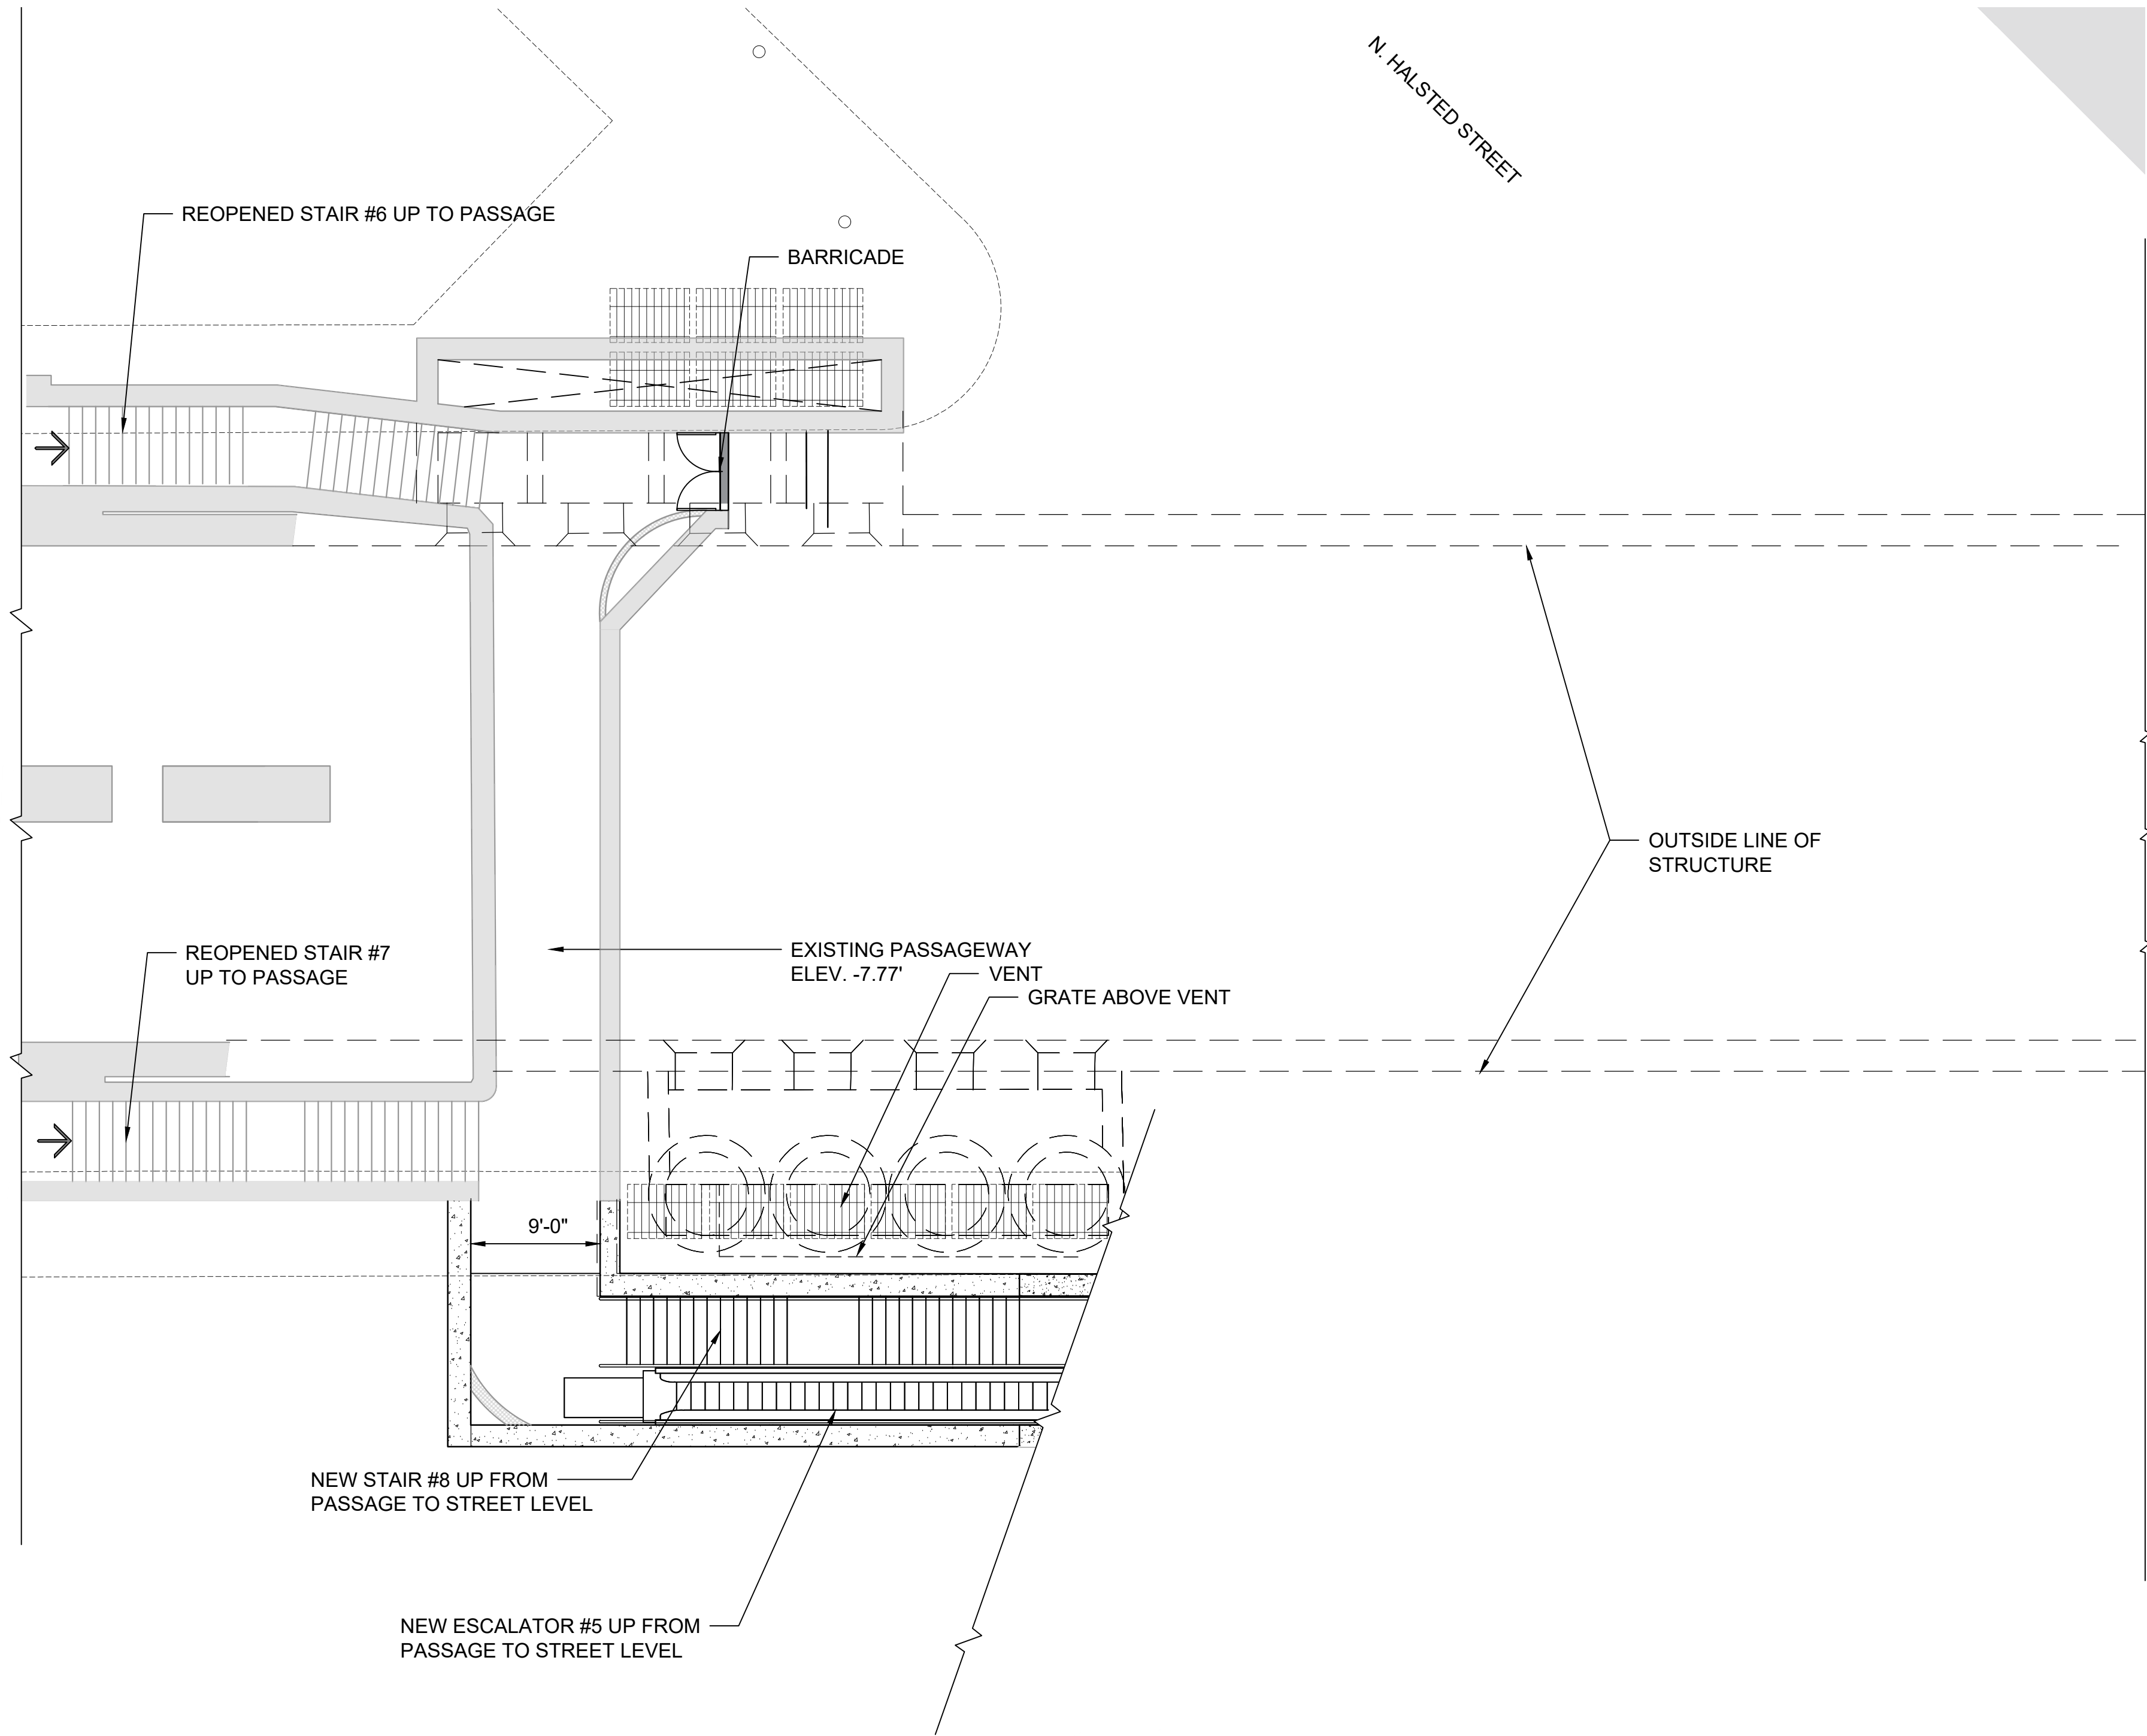 N. HALSTED STREET
REOPENED STAIR #6 UP TO PASSAGE
BARRICADE
OUTSIDE LINE OF
STRUCTURE
REOPENED STAIR #7
UP TO PASSAGE
EXISTING PASSAGEWAY
ELEV. -7.77'
VENT
GRATE ABOVE VENT
9'-0"
NEW STAIR #8 UP FROM
PASSAGE TO STREET LEVEL
NEW ESCALATOR #5 UP FROM
PASSAGE TO STREET LEVEL